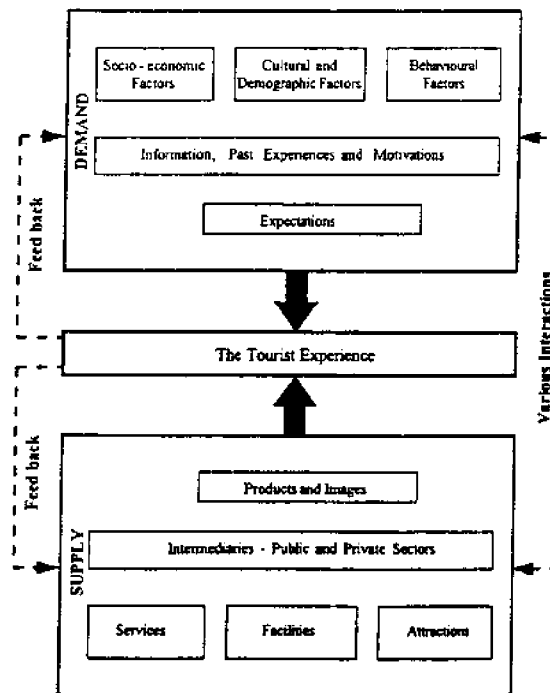 Socio - economic
Factors
Cultural and
Demographic Factors
Behavioural
Factors
DEMAND
Information, Past Experiences and Motivations
Expectations
Feed back
The Tourist Experience
Various Interactions
Feed back
Products and Images
SUPPLY
Intermediaries - Public and Private Sectors
Services
Facilities
Attractions